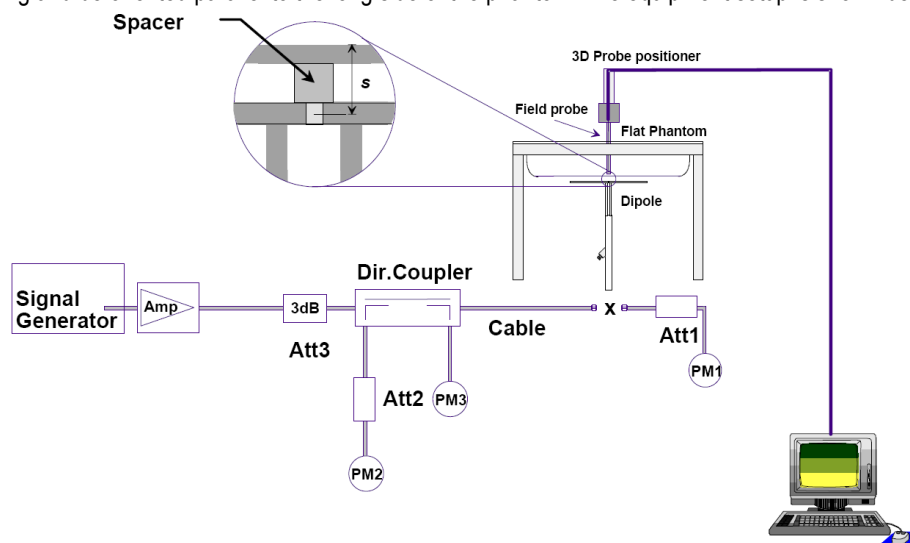 Spacer
s
3D Probe positioner
Field probe
Flat Phantom
Dipole
Signal
Generator
Amp
3dB
Att3
Dir.Coupler
Cable
x
Att1
PM1
Att2
PM3
PM2